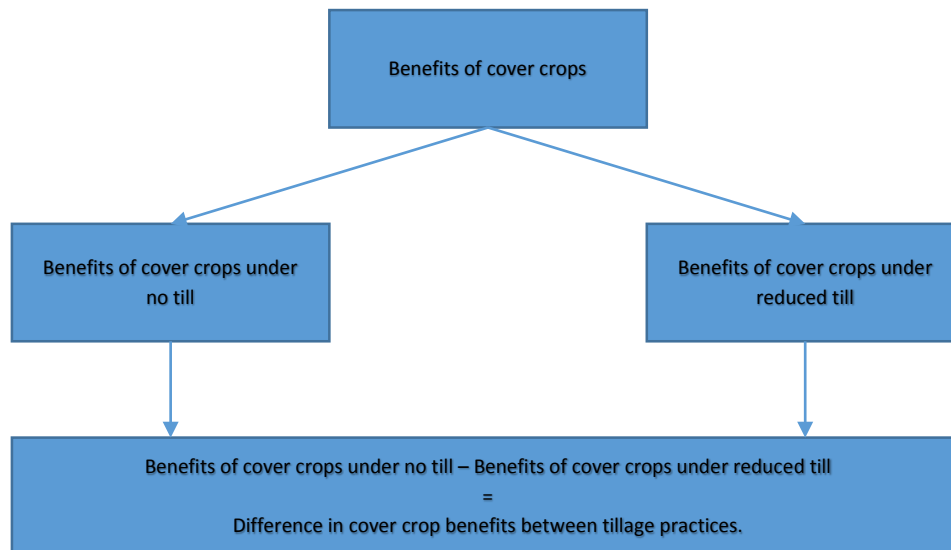 Benefits of cover crops
Benefits of cover crops under
no till
Benefits of cover crops under
reduced till
Benefits of cover crops under no till – Benefits of cover crops under reduced till
=
Difference in cover crop benefits between tillage practices.